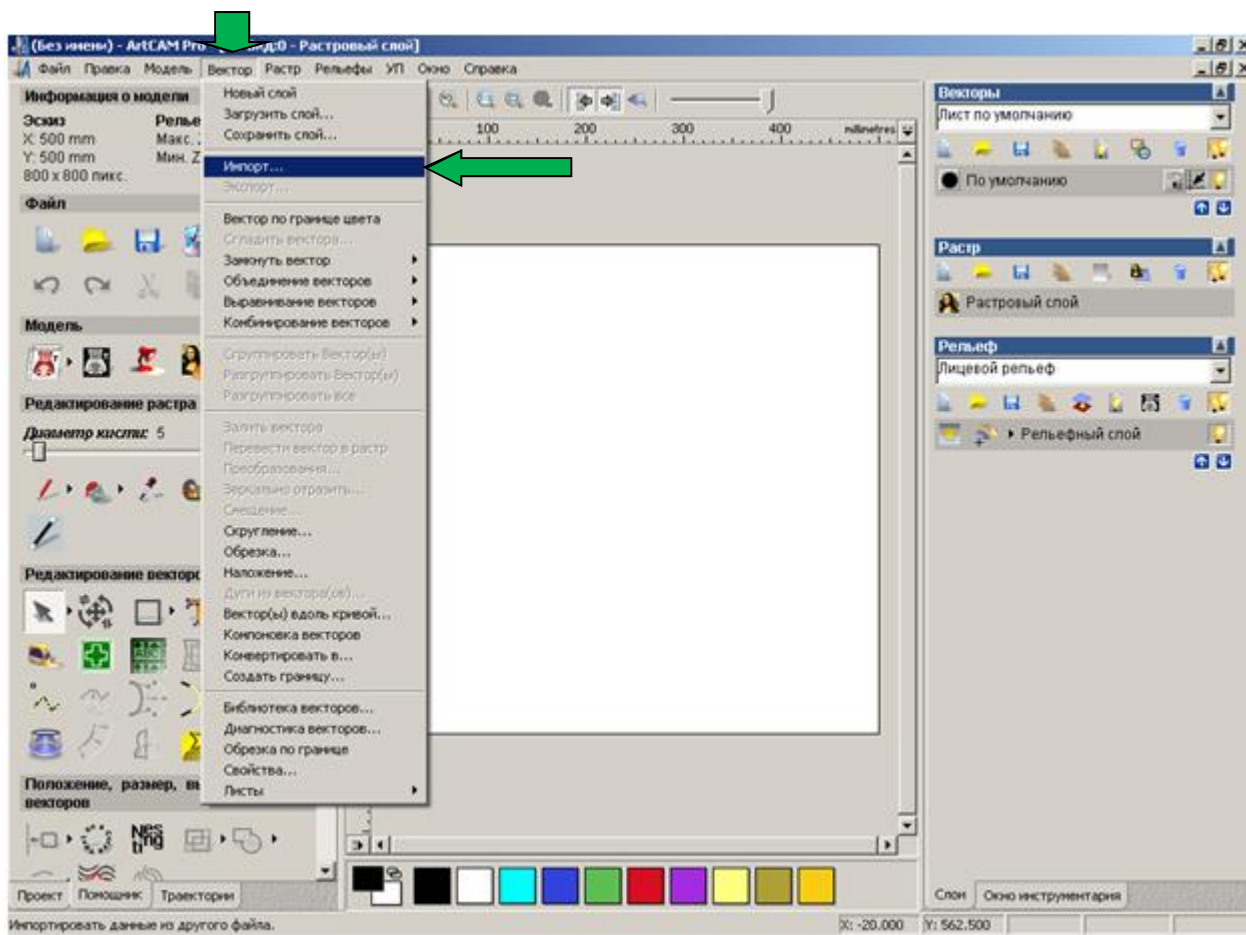 (Без имени) - ArtCAM Pro
д:0 - Растровый слой]
Файл Правка Модель Вектор Растр Рельефы УП Окно Справка
Информация о модели
Эскиз Релье
X: 500 mm Макс.
Y: 500 mm Мин. Z
800 x 800 пикс.
Файл
Модель
Редактирование растра
Диаметр кисти: 5
Редактирование векторо
Положение, размер, вы
векторов
Nes
ting
Проект Помощник Траектории
Новый слой
Загрузить слой...
Сохранить слой...
Импорт...
Экспорт...
Вектор по границе цвета
Сгладить вектора...
Замкнуть вектор
Объединение векторов
Выравнивание векторов
Комбинирование векторов
Сгруппировать Вектор(ы)
Разгруппировать Вектор(ы)
Разгруппировать все
Залить вектора
Перевести вектор в растр
Преобразования...
Зеркально отразить...
Смещение...
Скругление...
Обрезка...
Наложение...
Дуги из вектора(ов)...
Вектор(ы) вдоль кривой...
Компоновка векторов
Конвертировать в...
Создать границу...
Библиотека векторов...
Диагностика векторов...
Обрезка по границе
Свойства...
Листы
100 200 300 400 millimetres
Векторы
Лист по умолчанию
По умолчанию
Растр
Растровый слой
Рельеф
Лицевой рельеф
Рельефный слой
Слои Окно инструментария
Импортировать данные из другого файла.
X: -20.000 Y: 562.500